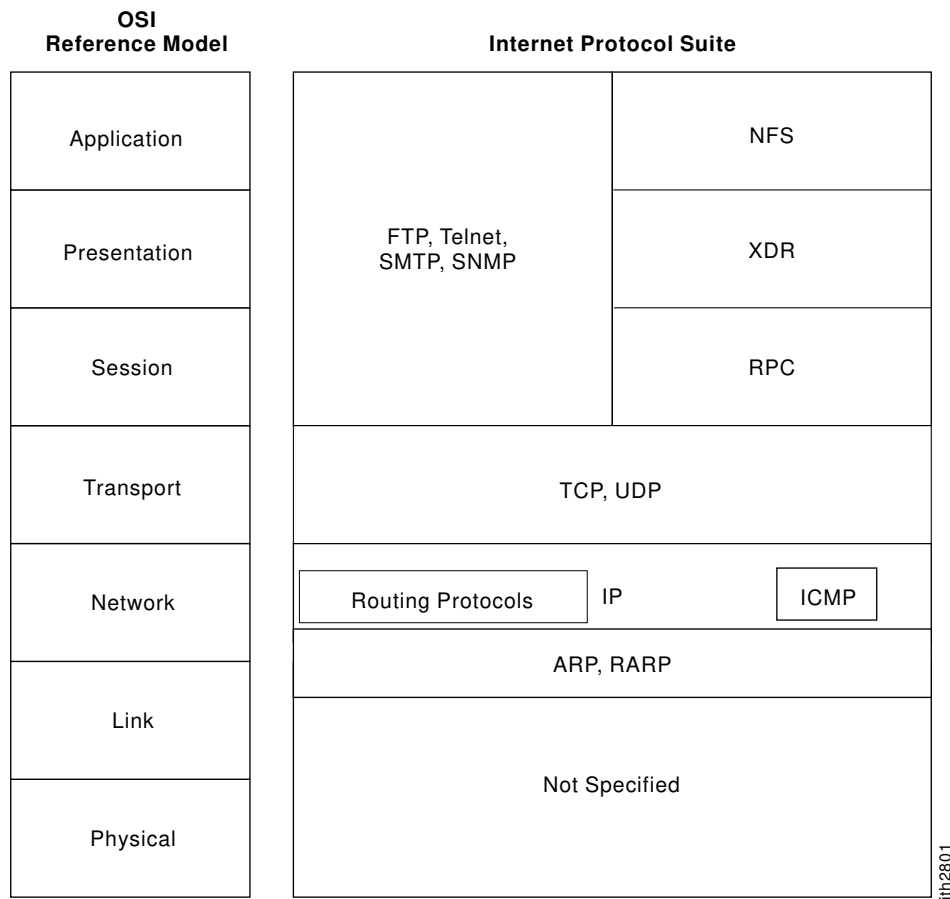 OSI
Reference Model
Internet Protocol Suite
Application
Presentation
Session
Transport
Network
Link
Physical
FTP, Telnet,
SMTP, SNMP
NFS
XDR
RPC
TCP, UDP
Routing Protocols
IP
ICMP
ARP, RARP
Not Specified
ith2801